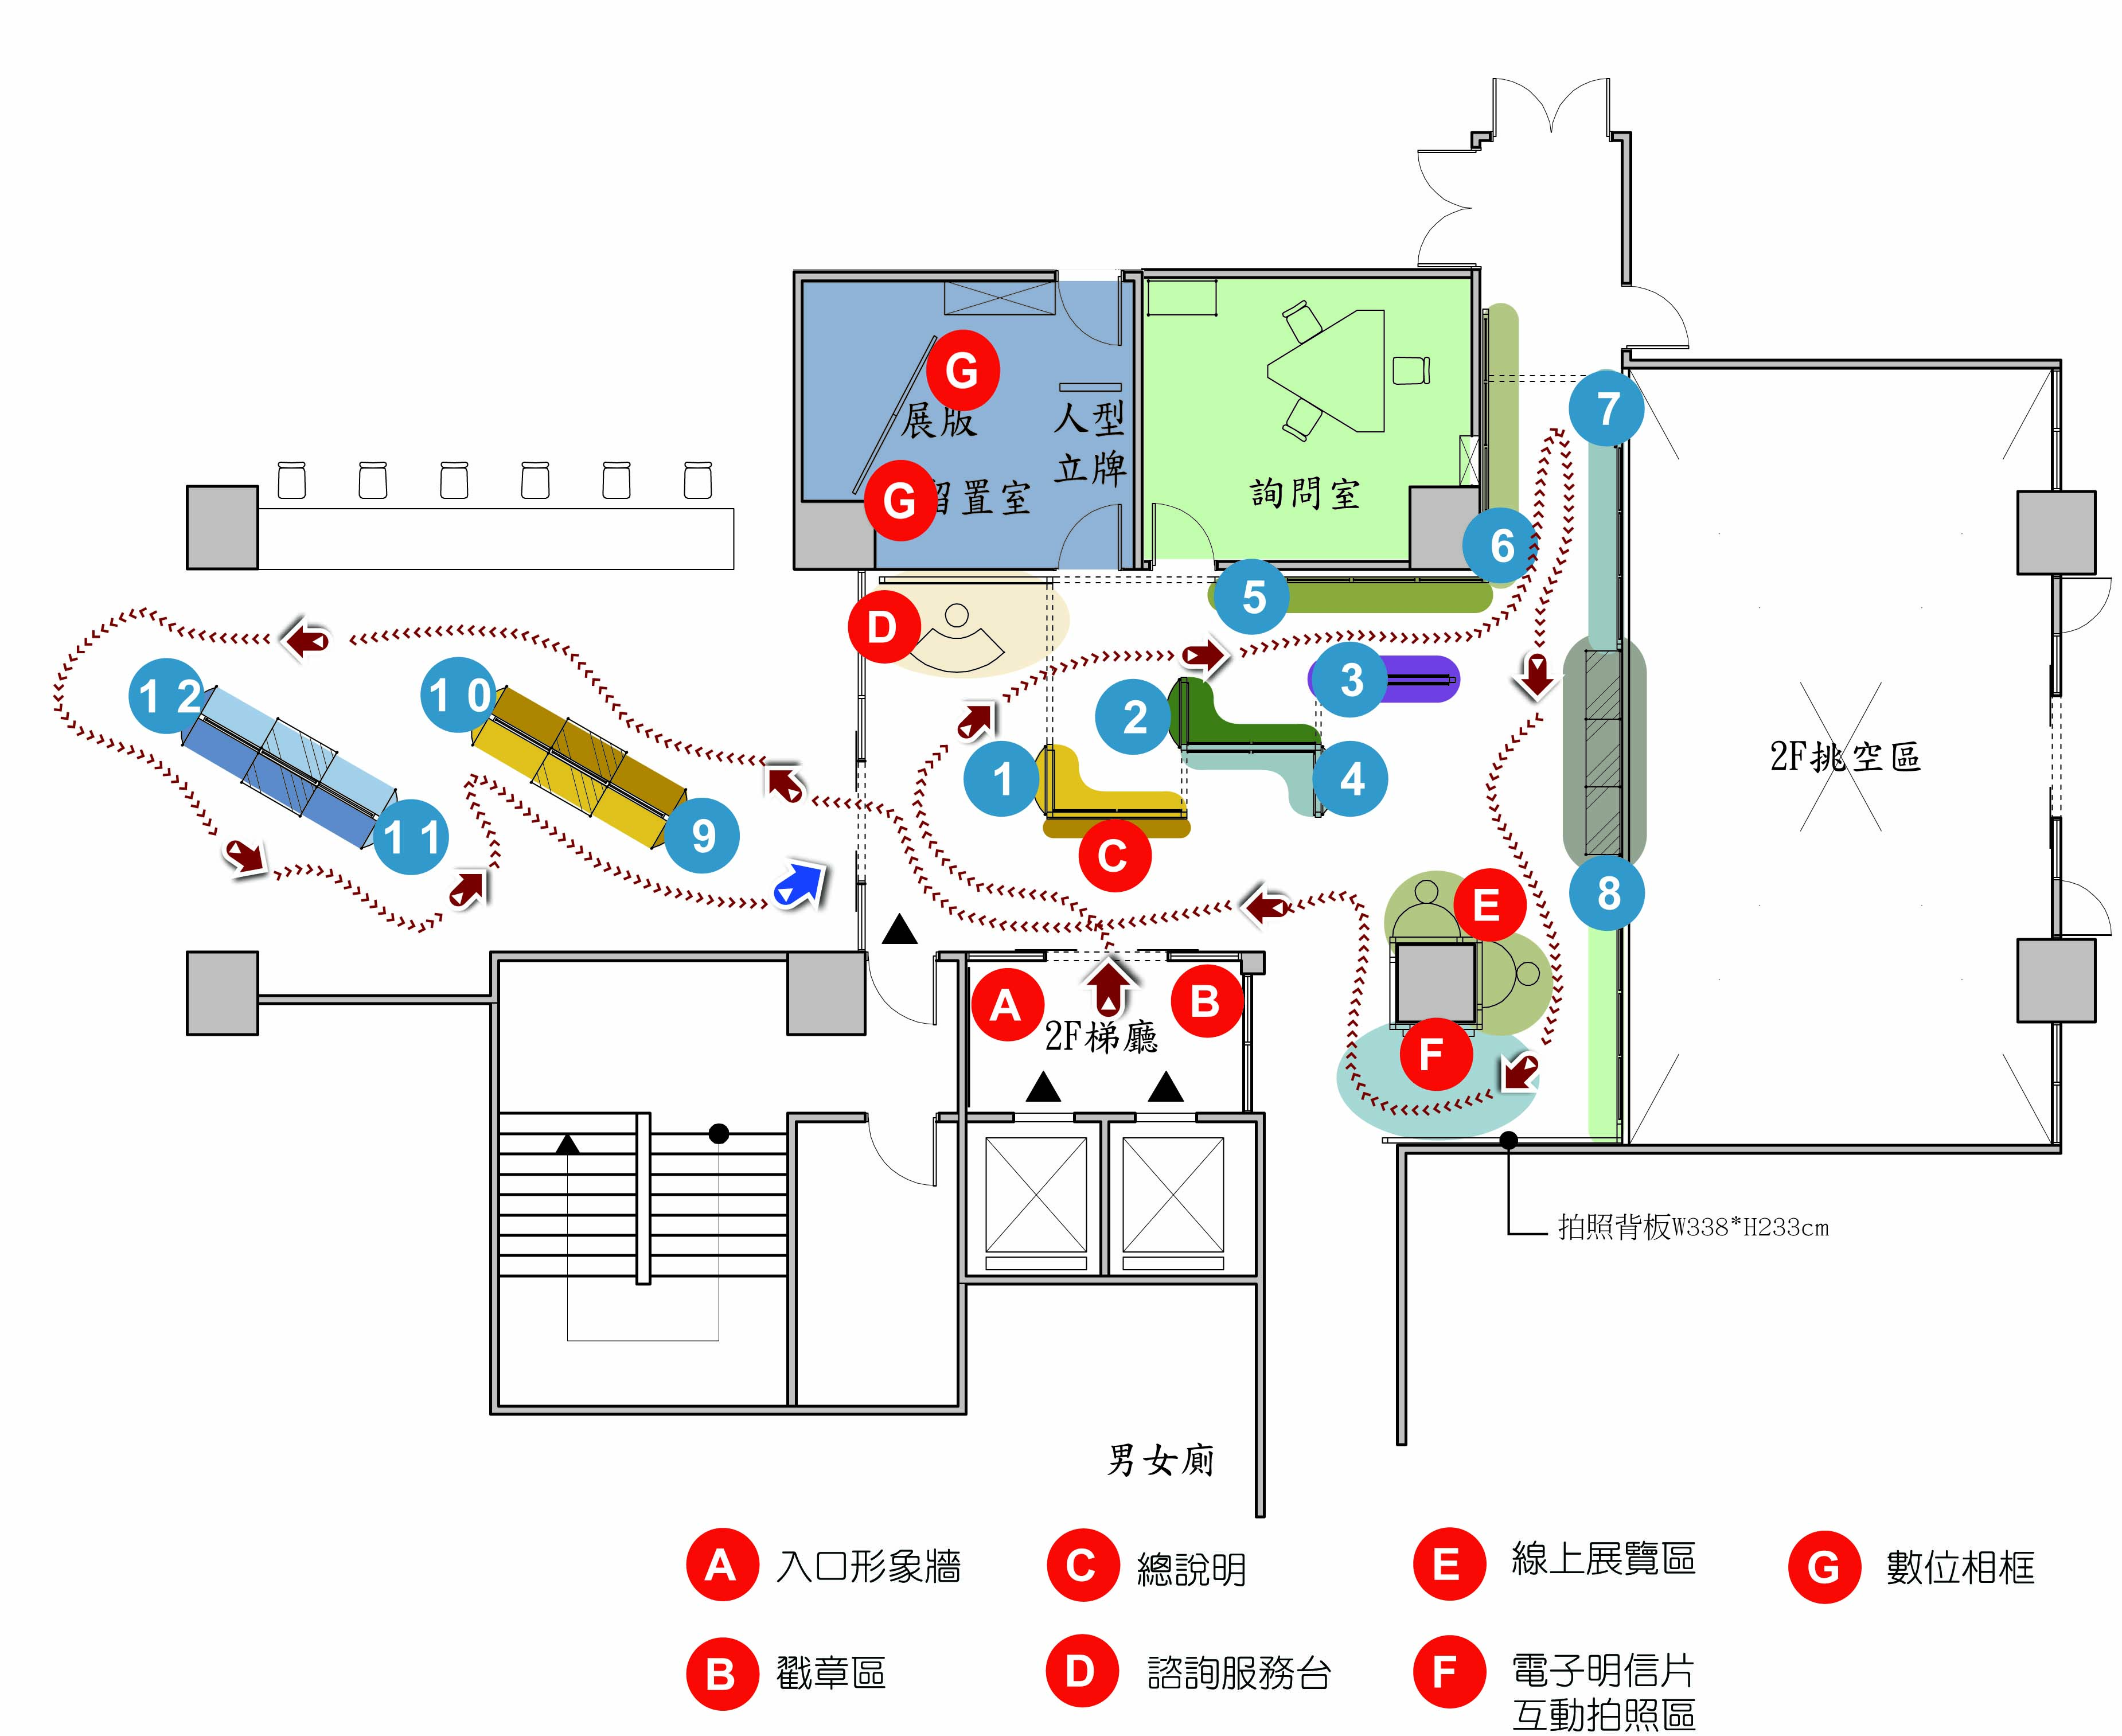 7
G
展版
人型
立牌
G
留置室
詢問室
6
5
D
3
12
10
2
1
4
2F挑空區
11
9
C
8
E
A
B
2F梯廳
F
拍照背板W338*H233cm
男女廁
A 入口形象牆
C 總說明
E 線上展覽區
G 數位相框
B 戳章區
D 諮詢服務台
F 電子明信片
互動拍照區